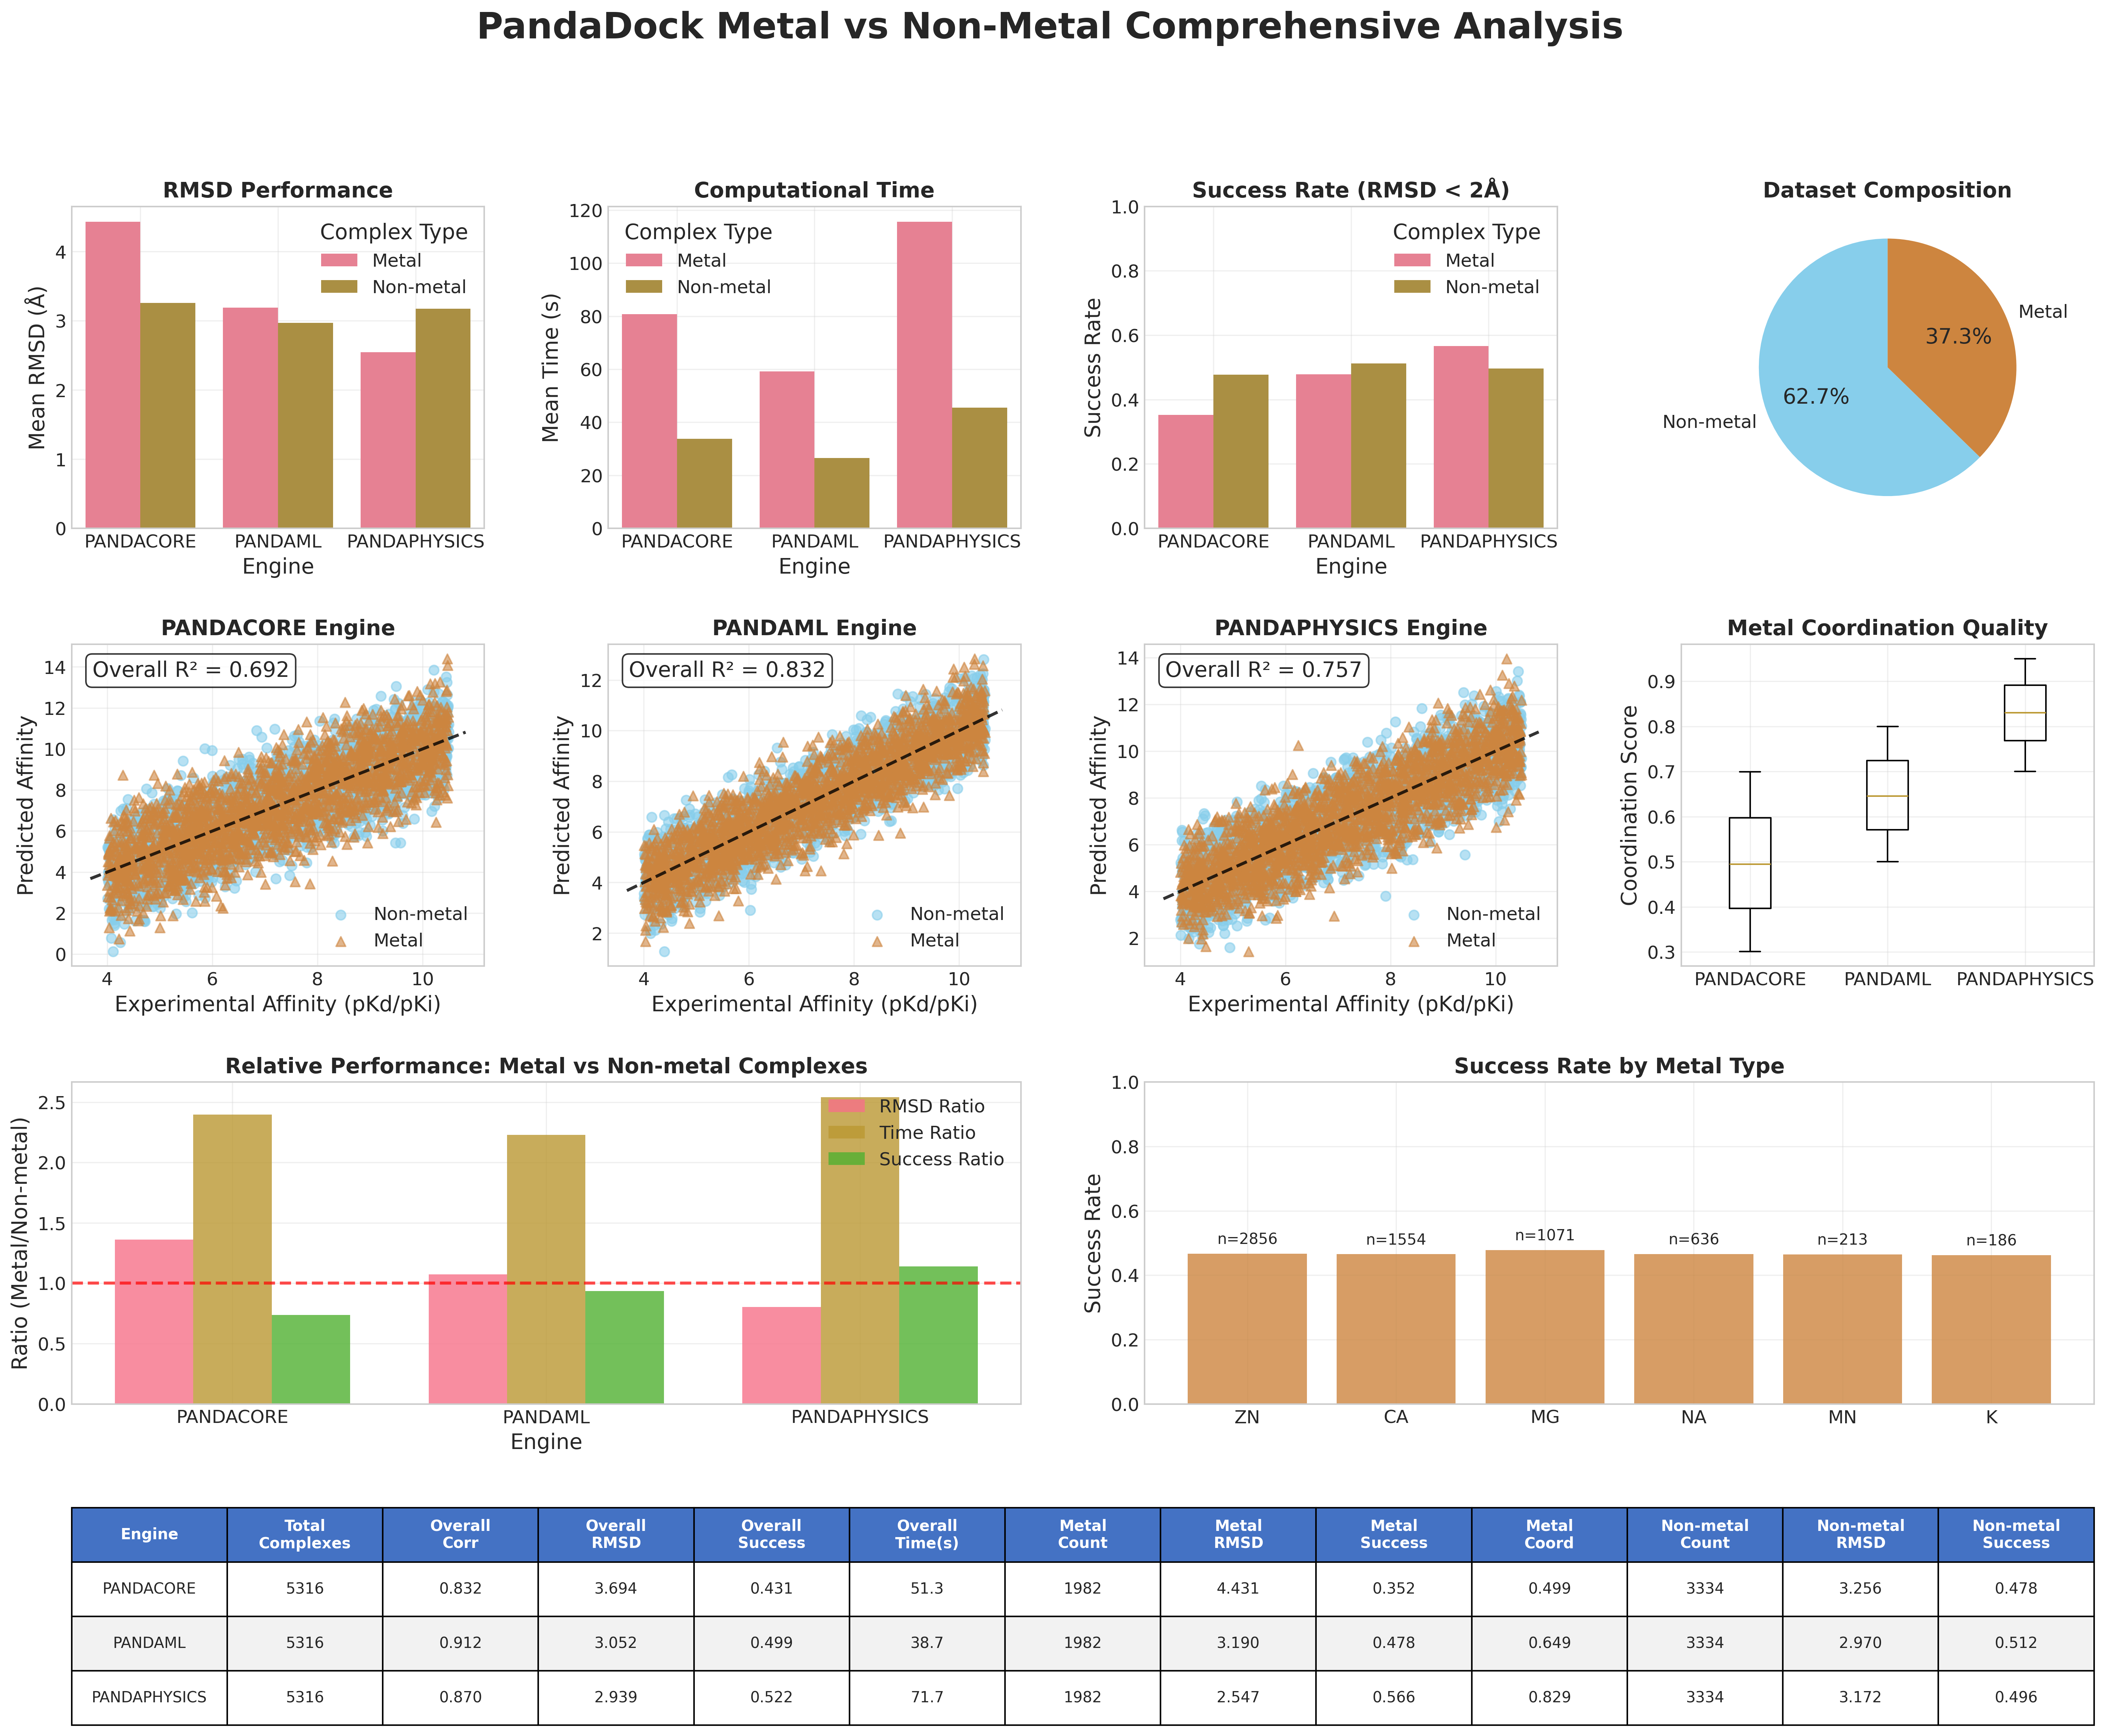 PandaDock Metal vs Non-Metal Comprehensive Analysis
RMSD Performance
Mean RMSD (Å)
4
3
2
1
0
Complex Type
Metal
Non-metal
PANDACORE PANDAML PANDAPHYSICS
Engine
Computational Time
Mean Time (s)
120
100
80
60
40
20
0
Complex Type
Metal
Non-metal
PANDACORE PANDAML PANDAPHYSICS
Engine
Success Rate (RMSD < 2Å)
Success Rate
1.0
0.8
0.6
0.4
0.2
0.0
Complex Type
Metal
Non-metal
PANDACORE PANDAML PANDAPHYSICS
Engine
Dataset Composition
Metal
37.3%
62.7%
Non-metal
PANDACORE Engine
Overall R² = 0.692
Predicted Affinity
14
12
10
8
6
4
2
0
Non-metal
Metal
4 6 8 10
Experimental Affinity (pKd/pKi)
PANDAML Engine
Overall R² = 0.832
Predicted Affinity
12
10
8
6
4
2
Non-metal
Metal
4 6 8 10
Experimental Affinity (pKd/pKi)
PANDAPHYSICS Engine
Overall R² = 0.757
Predicted Affinity
14
12
10
8
6
4
2
Non-metal
Metal
4 6 8 10
Experimental Affinity (pKd/pKi)
Metal Coordination Quality
Coordination Score
0.9
0.8
0.7
0.6
0.5
0.4
0.3
PANDACORE PANDAML PANDAPHYSICS
Relative Performance: Metal vs Non-metal Complexes
Ratio (Metal/Non-metal)
2.5
2.0
1.5
1.0
0.5
0.0
RMSD Ratio
Time Ratio
Success Ratio
PANDACORE PANDAML PANDAPHYSICS
Engine
Success Rate by Metal Type
Success Rate
1.0
0.8
0.6
0.4
0.2
0.0
n=2856 n=1554 n=1071 n=636 n=213 n=186
ZN CA MG NA MN K
Engine Total Complexes Overall Corr Overall RMSD Overall Success Overall Time(s) Metal Count Metal RMSD Metal Success Metal Coord Non-metal Count Non-metal RMSD Non-metal Success
PANDACORE 5316 0.832 3.694 0.431 51.3 1982 4.431 0.352 0.499 3334 3.256 0.478
PANDAML 5316 0.912 3.052 0.499 38.7 1982 3.190 0.478 0.649 3334 2.970 0.512
PANDAPHYSICS 5316 0.870 2.939 0.522 71.7 1982 2.547 0.566 0.829 3334 3.172 0.496